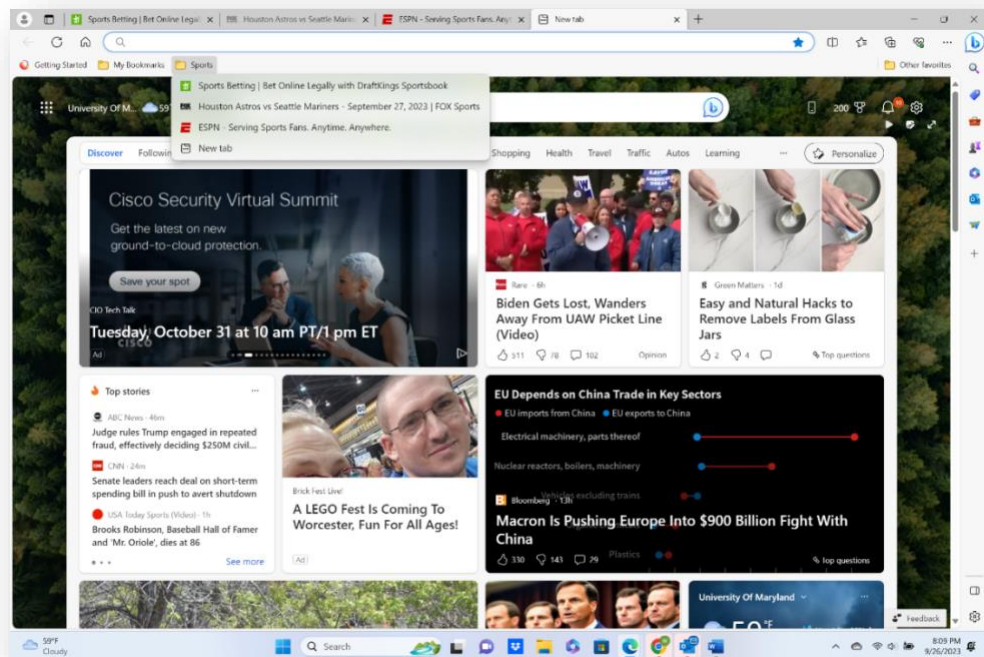 Sports Betting | Bet Online Legal
Houston Astros vs Seattle Marine
ESPN - Serving Sports Fans. Any
New tab
Getting Started
My Bookmarks
Sports
Other favorites
Sports Betting | Bet Online Legally with DraftKings Sportsbook
Houston Astros vs Seattle Mariners - September 27, 2023 | FOX Sports
ESPN - Serving Sports Fans. Anytime. Anywhere.
New tab
University Of M...
59°
200
Discover
Followin
Shopping
Health
Travel
Traffic
Autos
Learning
...
Personalize
Cisco Security Virtual Summit
Get the latest on new
ground-to-cloud protection.
Save your spot
CIO Tech Talk
Tuesday, October 31 at 10 am PT/1 pm ET
CISCO
Ad
Rare · 6h
Biden Gets Lost, Wanders
Away From UAW Picket Line
(Video)
511 78 102 Opinion
Green Matters · 1d
Easy and Natural Hacks to
Remove Labels From Glass
Jars
2 4 Top questions
Top stories
ABC News · 46m
Judge rules Trump engaged in repeated
fraud, effectively deciding $250M civil...
CNN · 24m
Senate leaders reach deal on short-term
spending bill in push to avert shutdown
USA Today Sports (Video) · 1h
Brooks Robinson, Baseball Hall of Famer
and 'Mr. Oriole', dies at 86
See more
Brick Fest Live!
A LEGO Fest Is Coming To
Worcester, Fun For All Ages!
Ad
EU Depends on China Trade in Key Sectors
EU imports from China EU exports to China
Electrical machinery, parts thereof
Nuclear reactors, boilers, machinery
Vehicles excluding trains
Bloomberg · 13h
Macron Is Pushing Europe Into $900 Billion Fight With
China
Plastics
330 143 29 Top questions
University Of Maryland
59°F
Feedback
59°F
Cloudy
Search
8:09 PM
9/26/2023